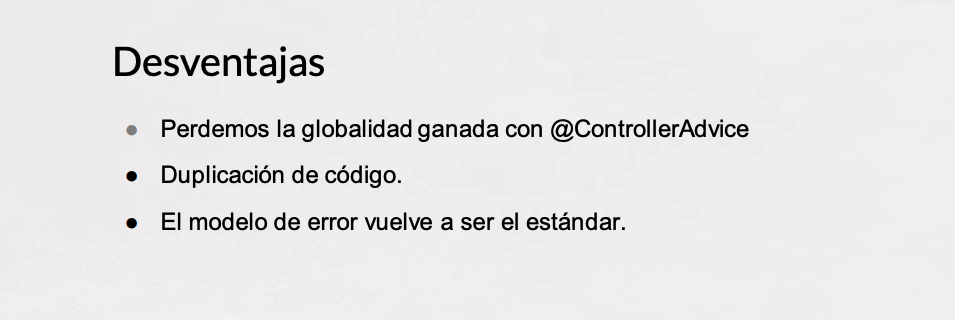 Desventajas
● Perdemos la globalidad ganada con @ControllerAdvice
● Duplicación de código.
● El modelo de error vuelve a ser el estándar.